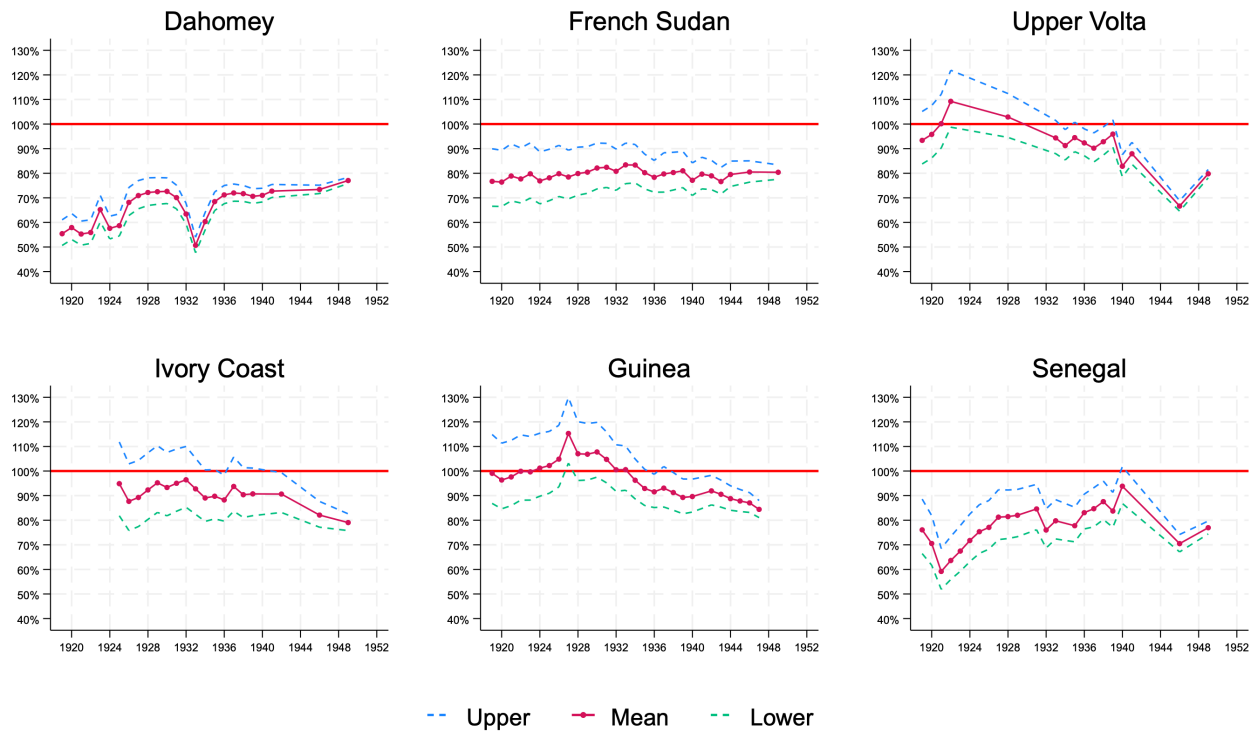 Dahomey French Sudan Upper Volta
130% 130% 130%
120% 120% 120%
110% 110% 110%
100% 100% 100%
90% 90% 90%
80% 80% 80%
70% 70% 70%
60% 60% 60%
50% 50% 50%
40% 40% 40%
1920 1924 1928 1932 1936 1940 1944 1948 1952 1920 1924 1928 1932 1936 1940 1944 1948 1952 1920 1924 1928 1932 1936 1940 1944 1948 1952
Ivory Coast Guinea Senegal
130% 130% 130%
120% 120% 120%
110% 110% 110%
100% 100% 100%
90% 90% 90%
80% 80% 80%
70% 70% 70%
60% 60% 60%
50% 50% 50%
40% 40% 40%
1920 1924 1928 1932 1936 1940 1944 1948 1952 1920 1924 1928 1932 1936 1940 1944 1948 1952 1920 1924 1928 1932 1936 1940 1944 1948 1952
Upper Mean Lower